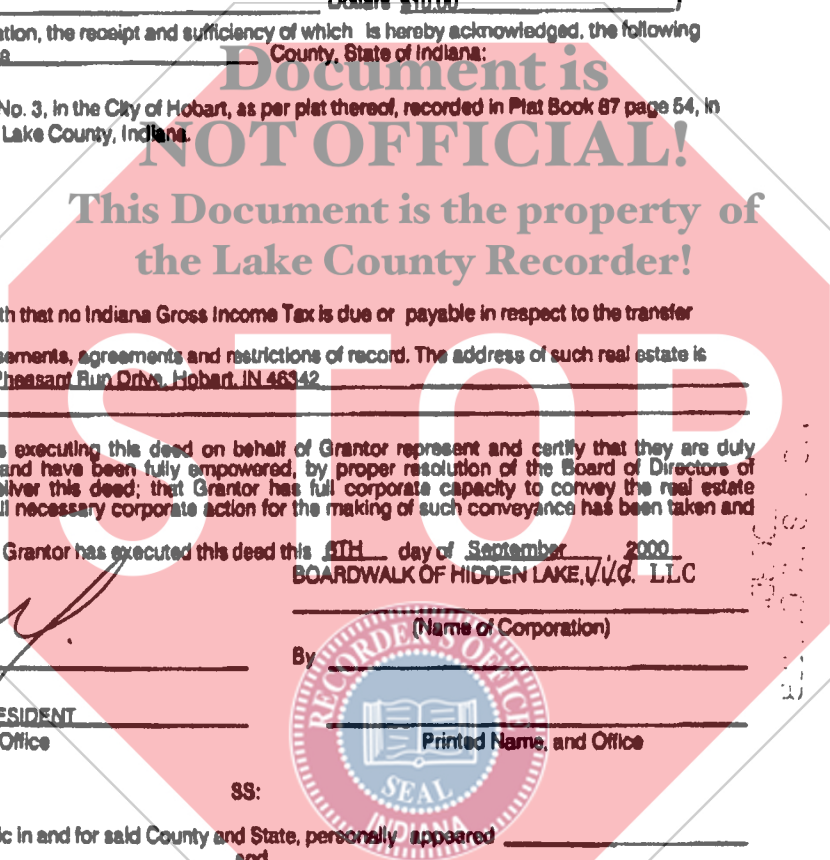 Dollars $10.00 )
ation, the receipt and sufficiency of which is hereby acknowledged, the following
County, State of Indiana:
Document is
No. 3, in the City of Hobart, as per plat thereof, recorded in Plat Book 87 page 54, in
Lake County, Indiana.
NOT OFFICIAL!
This Document is the property of
the Lake County Recorder!
th that no Indiana Gross Income Tax is due or payable in respect to the transfer
sements, agreements and restrictions of record. The address of such real estate is
Pheasant Run Drive, Hobart, IN 46342
STOP
s executing this deed on behalf of Grantor represent and certify that they are duly
and have been fully empowered, by proper resolution of the Board of Directors of
liver this deed; that Grantor has full corporate capacity to convey the real estate
ll necessary corporate action for the making of such conveyance has been taken and
Grantor has executed this deed this 8TH day of September, 2000
BOARDWALK OF HIDDEN LAKE, LLC
(Name of Corporation)
By
ESIDENT
Office
Printed Name, and Office
RECORDER'S OFFICE
SEAL
INDIANA
SS:
ic in and for said County and State, personally appeared
and